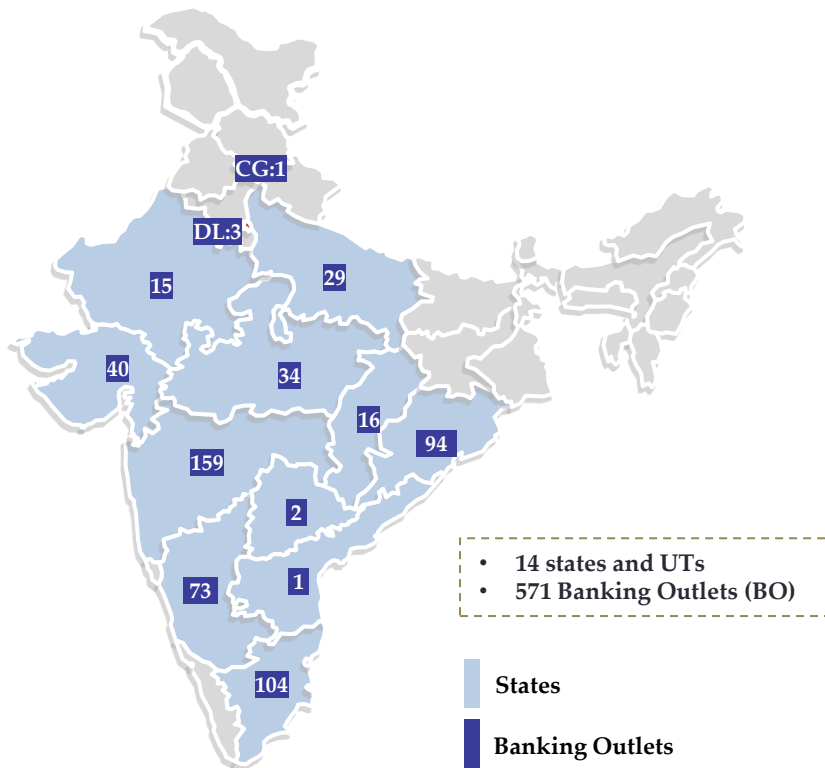 CG:1
DL:3
15
29
40
34
16
94
159
2
73
1
104
• 14 states and UTs
• 571 Banking Outlets (BO)
States
Banking Outlets